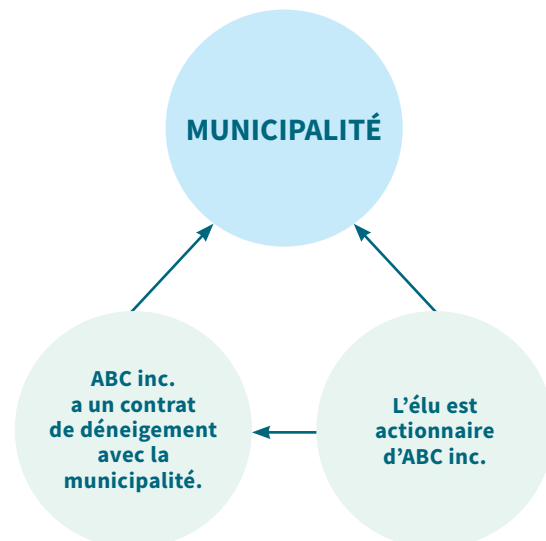 MUNICIPALITÉ
ABC inc.
a un contrat
de déneigement
avec la
municipalité.
L’élu est
actionnaire
d’ABC inc.